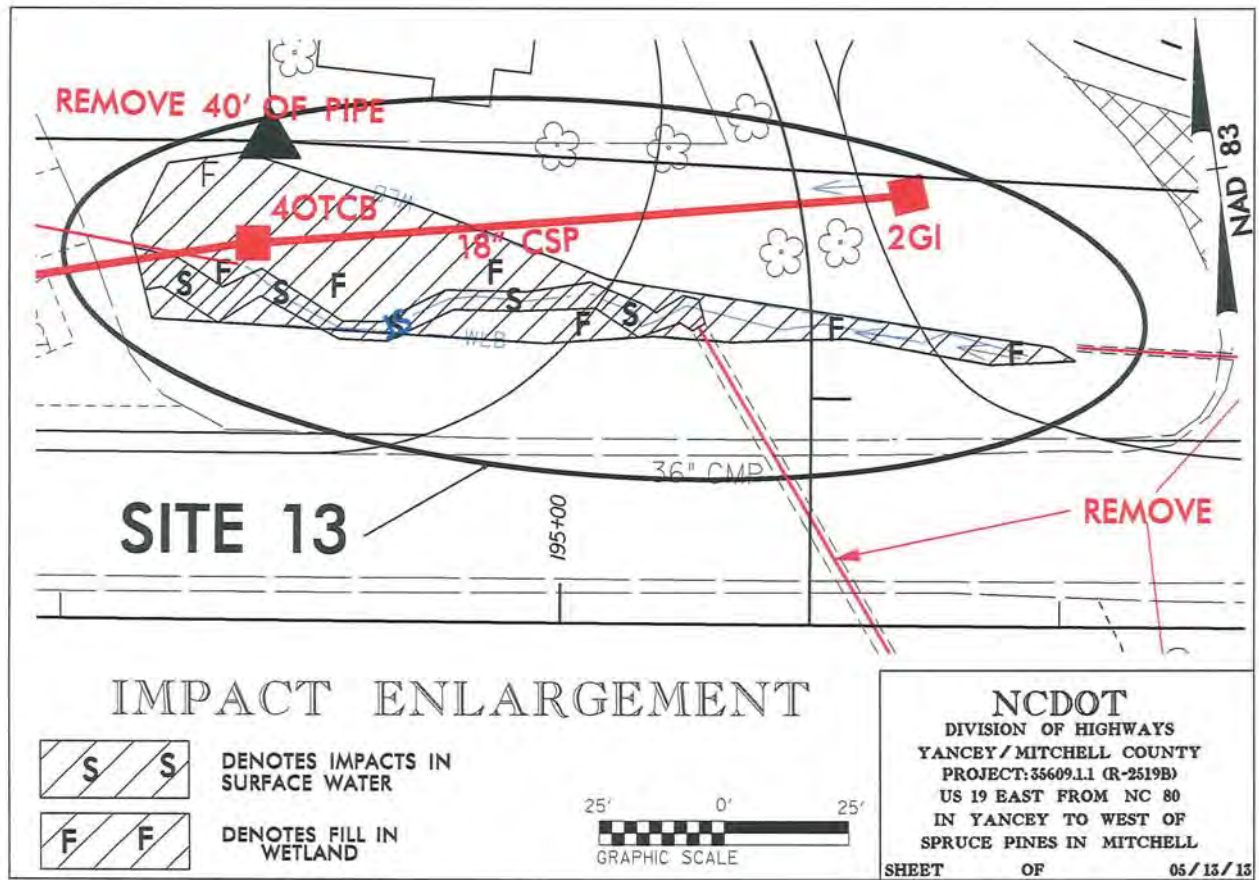 REMOVE 40' OF PIPE
NAD 83
F
WLB
4OTCB
18" CSP
2GI
F
S
S
F
F
S
S
F
S
WLB
F
F
36" CMP
SITE 13
195+00
REMOVE
IMPACT ENLARGEMENT
S S
DENOTES IMPACTS IN
SURFACE WATER
F F
DENOTES FILL IN
WETLAND
25' 0' 25'
GRAPHIC SCALE
NCDOT
DIVISION OF HIGHWAYS
YANCEY / MITCHELL COUNTY
PROJECT: 35609.1.1 (R-2519B)
US 19 EAST FROM NC 80
IN YANCEY TO WEST OF
SPRUCE PINES IN MITCHELL
SHEET OF 05/13/13